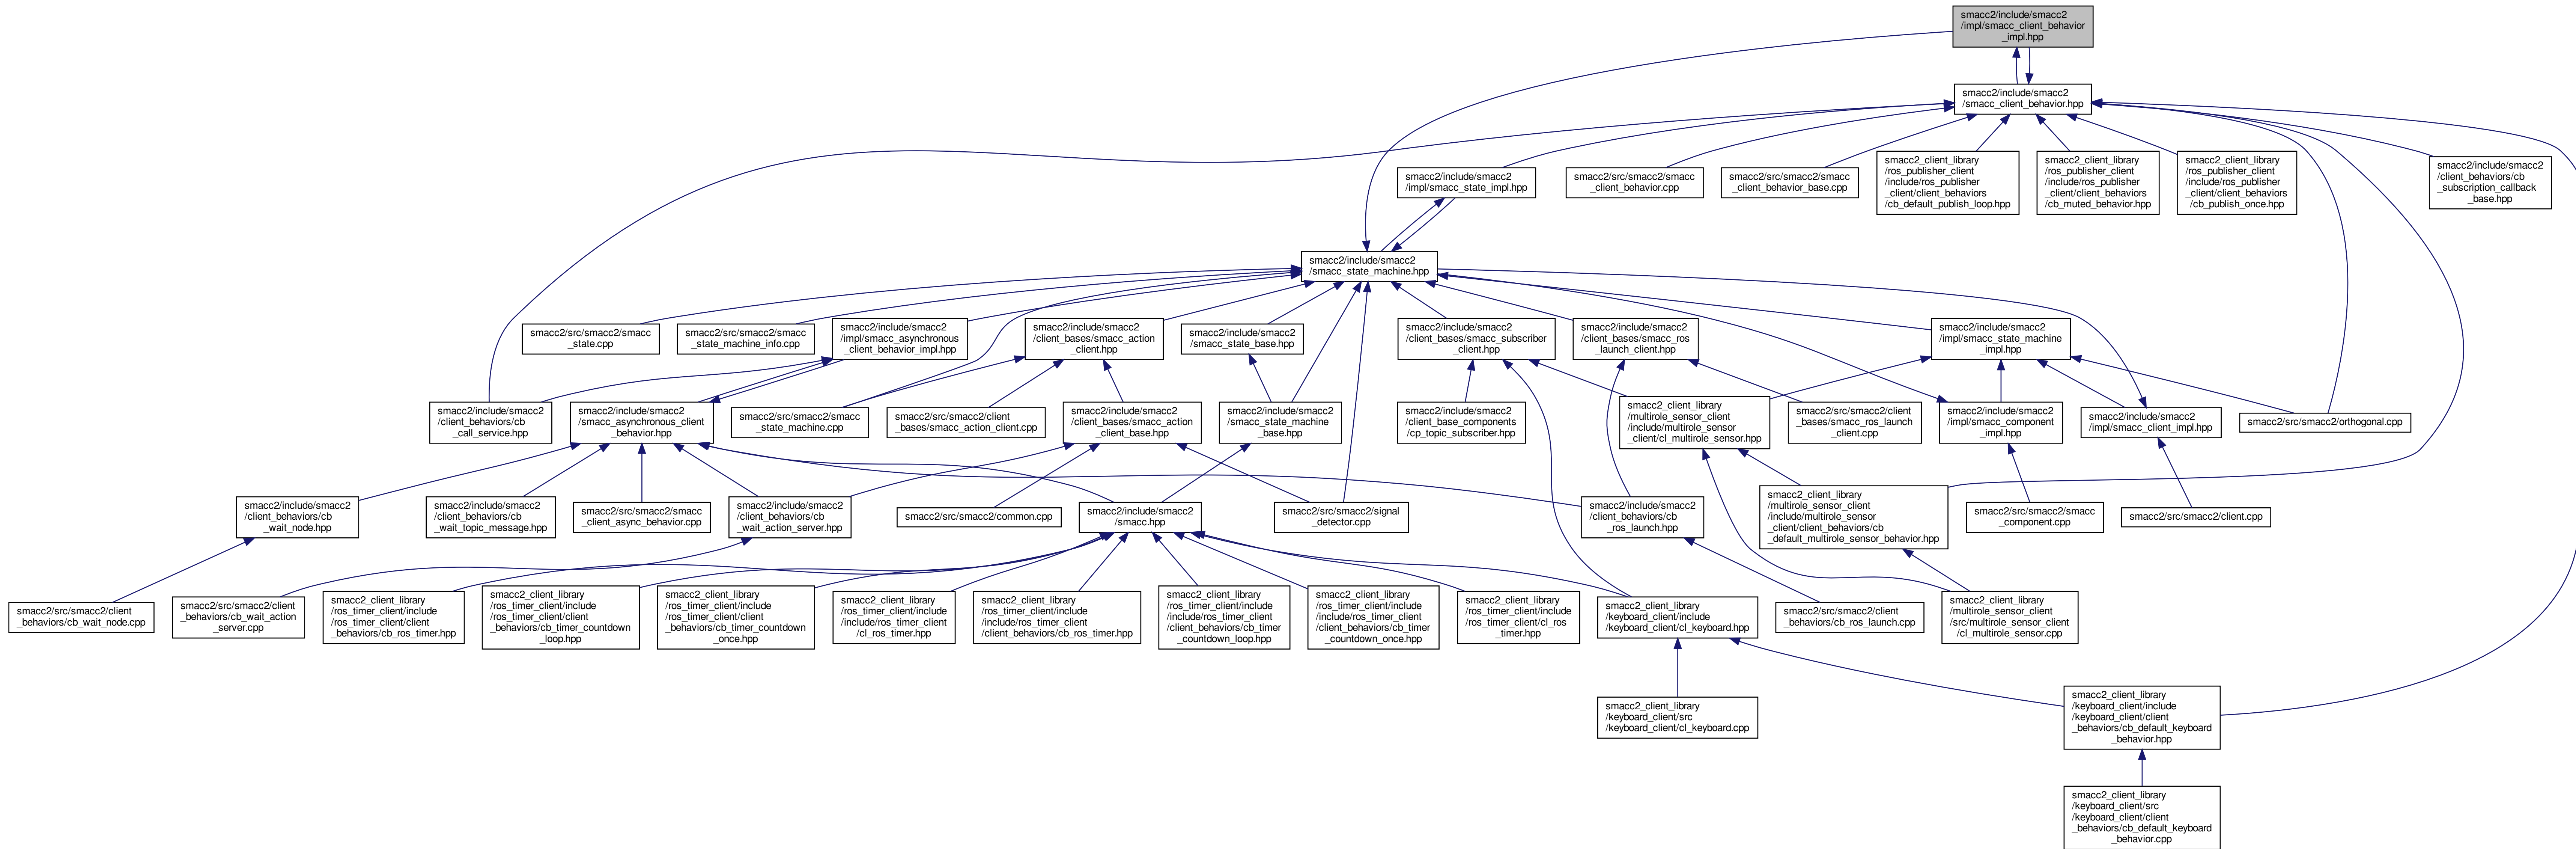 smacc2/include/smacc2
/impl/smacc_client_behavior
_impl.hpp
smacc2/include/smacc2
/smacc_client_behavior.hpp
smacc2/include/smacc2
/impl/smacc_state_impl.hpp
smacc2/src/smacc2/smacc
_client_behavior.cpp
smacc2/src/smacc2/smacc
_client_behavior_base.cpp
smacc2_client_library
/ros_publisher_client
/include/ros_publisher
_client/client_behaviors
/cb_default_publish_loop.hpp
smacc2_client_library
/ros_publisher_client
/include/ros_publisher
_client/client_behaviors
/cb_muted_behavior.hpp
smacc2_client_library
/ros_publisher_client
/include/ros_publisher
_client/client_behaviors
/cb_publish_once.hpp
smacc2/include/smacc2
/client_behaviors/cb
_subscription_callback
_base.hpp
smacc2/include/smacc2
/smacc_state_machine.hpp
smacc2/src/smacc2/smacc
_state.cpp
smacc2/src/smacc2/smacc
_state_machine_info.cpp
smacc2/include/smacc2
/impl/smacc_asynchronous
_client_behavior_impl.hpp
smacc2/include/smacc2
/client_bases/smacc_action
_client.hpp
smacc2/include/smacc2
/smacc_state_base.hpp
smacc2/include/smacc2
/client_bases/smacc_subscriber
_client.hpp
smacc2/include/smacc2
/client_bases/smacc_ros
_launch_client.hpp
smacc2/include/smacc2
/impl/smacc_state_machine
_impl.hpp
smacc2/include/smacc2
/client_behaviors/cb
_call_service.hpp
smacc2/include/smacc2
/smacc_asynchronous_client
_behavior.hpp
smacc2/src/smacc2/smacc
_state_machine.cpp
smacc2/src/smacc2/client
_bases/smacc_action_client.cpp
smacc2/include/smacc2
/client_bases/smacc_action
_client_base.hpp
smacc2/include/smacc2
/smacc_state_machine
_base.hpp
smacc2/include/smacc2
/client_base_components
/cp_topic_subscriber.hpp
smacc2_client_library
/multirole_sensor_client
/include/multirole_sensor
_client/cl_multirole_sensor.hpp
smacc2/src/smacc2/client
_bases/smacc_ros_launch
_client.cpp
smacc2/include/smacc2
/impl/smacc_component
_impl.hpp
smacc2/include/smacc2
/impl/smacc_client_impl.hpp
smacc2/src/smacc2/orthogonal.cpp
smacc2/include/smacc2
/client_behaviors/cb
_wait_node.hpp
smacc2/include/smacc2
/client_behaviors/cb
_wait_topic_message.hpp
smacc2/src/smacc2/smacc
_client_async_behavior.cpp
smacc2/include/smacc2
/client_behaviors/cb
_wait_action_server.hpp
smacc2/src/smacc2/common.cpp
smacc2/include/smacc2
/smacc.hpp
smacc2/src/smacc2/signal
_detector.cpp
smacc2/include/smacc2
/client_behaviors/cb
_ros_launch.hpp
smacc2_client_library
/multirole_sensor_client
/include/multirole_sensor
_client/client_behaviors/cb
_default_multirole_sensor_behavior.hpp
smacc2/src/smacc2/smacc
_component.cpp
smacc2/src/smacc2/client.cpp
smacc2/src/smacc2/client
_behaviors/cb_wait_node.cpp
smacc2/src/smacc2/client
_behaviors/cb_wait_action
_server.cpp
smacc2_client_library
/ros_timer_client/include
/ros_timer_client/client
_behaviors/cb_ros_timer.hpp
smacc2_client_library
/ros_timer_client/include
/ros_timer_client/client
_behaviors/cb_timer_countdown
_loop.hpp
smacc2_client_library
/ros_timer_client/include
/ros_timer_client/client
_behaviors/cb_timer_countdown
_once.hpp
smacc2_client_library
/ros_timer_client/include
/include/ros_timer_client
/cl_ros_timer.hpp
smacc2_client_library
/ros_timer_client/include
/include/ros_timer_client
/client_behaviors/cb_ros_timer.hpp
smacc2_client_library
/ros_timer_client/include
/include/ros_timer_client
/client_behaviors/cb_timer
_countdown_loop.hpp
smacc2_client_library
/ros_timer_client/include
/include/ros_timer_client
/client_behaviors/cb_timer
_countdown_once.hpp
smacc2_client_library
/ros_timer_client/include
/ros_timer_client/cl_ros
_timer.hpp
smacc2_client_library
/keyboard_client/include
/keyboard_client/cl_keyboard.hpp
smacc2/src/smacc2/client
_behaviors/cb_ros_launch.cpp
smacc2_client_library
/multirole_sensor_client
/src/multirole_sensor_client
/cl_multirole_sensor.cpp
smacc2_client_library
/keyboard_client/src
/keyboard_client/cl_keyboard.cpp
smacc2_client_library
/keyboard_client/include
/keyboard_client/client
_behaviors/cb_default_keyboard
_behavior.hpp
smacc2_client_library
/keyboard_client/src
/keyboard_client/client
_behaviors/cb_default_keyboard
_behavior.cpp